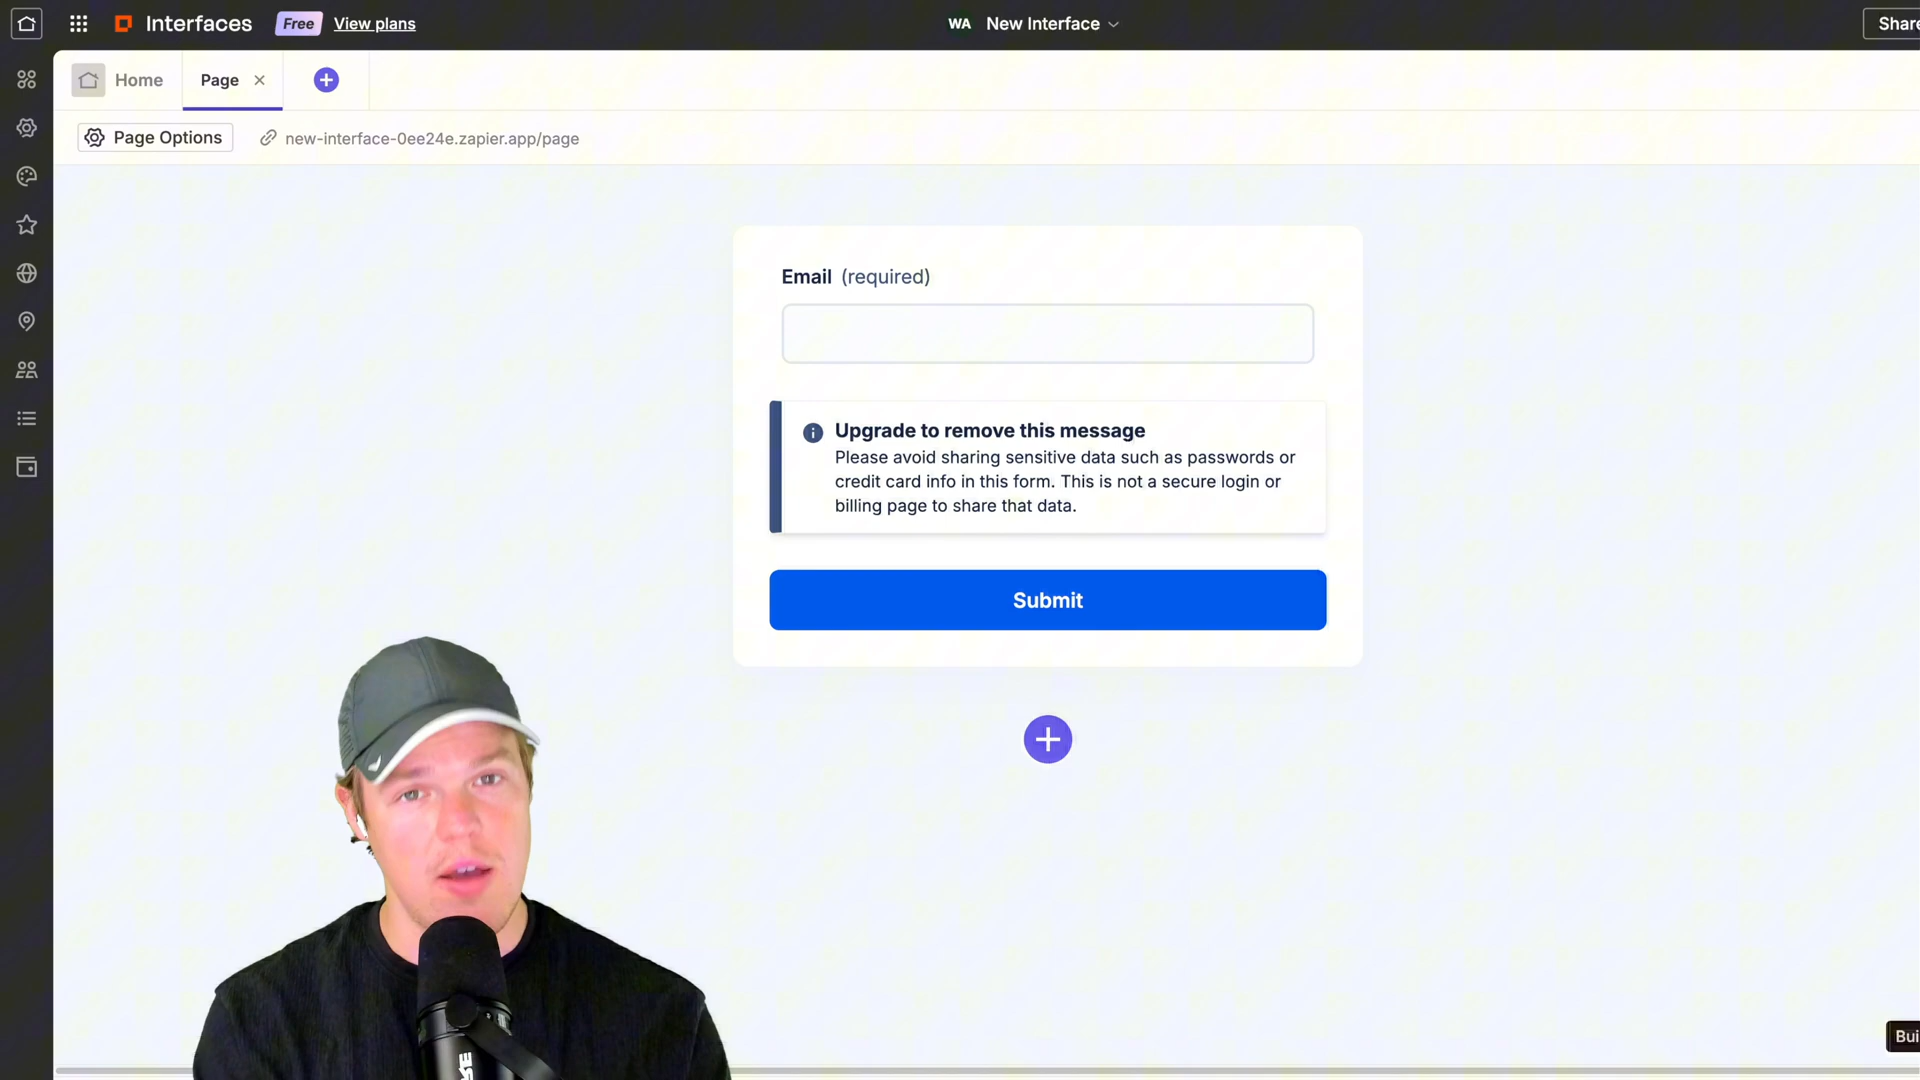 Interfaces
Free
View plans
WA
New Interface
Share
Home
Page
Page Options
new-interface-0ee24e.zapier.app/page
Email (required)
Upgrade to remove this message
Please avoid sharing sensitive data such as passwords or
credit card info in this form. This is not a secure login or
billing page to share that data.
Submit
Bui